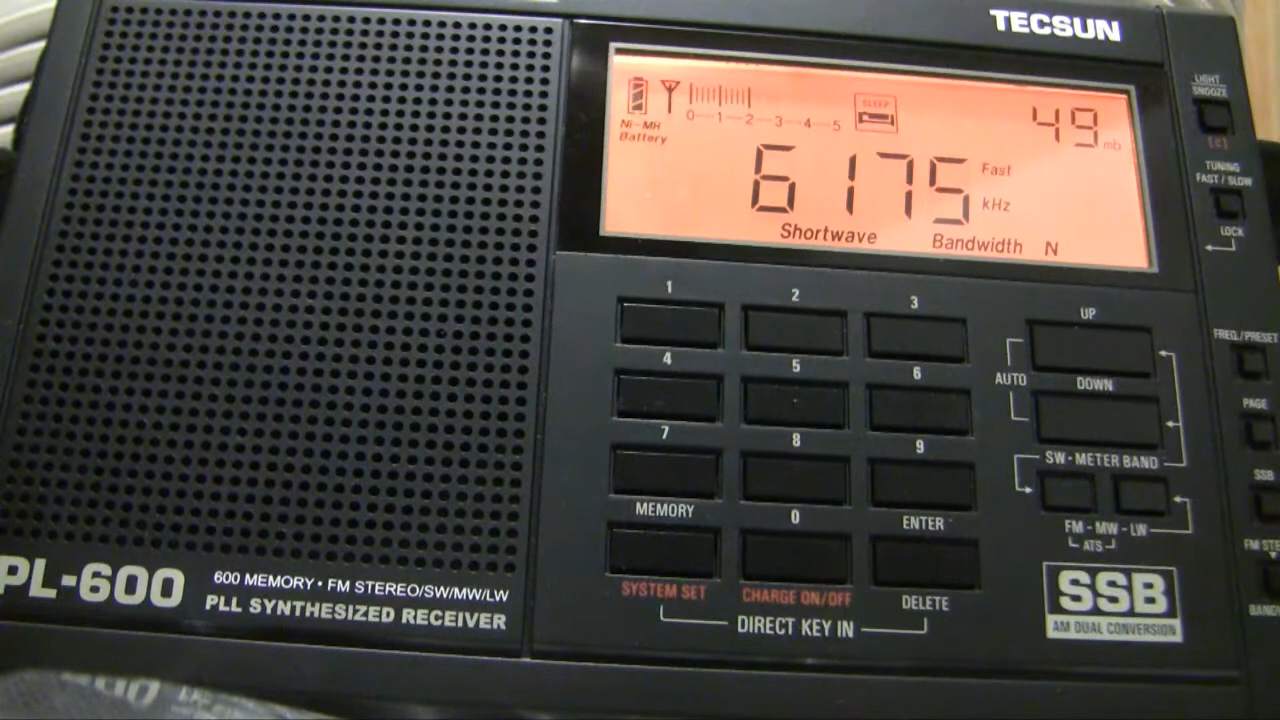 TECSUN
SLEEP
49 mb
Ni-MH
Battery
0-1-2-3-4-5
6175 Fast
kHz
Shortwave Bandwidth N
LIGHT
SNOOZE
[C]
TUNING
FAST / SLOW
LOCK
FREQ./PRESET
PAGE
SSB
1 2 3
4 5 6
7 8 9
MEMORY 0 ENTER
SYSTEM SET CHARGE ON/OFF DELETE
DIRECT KEY IN
UP
AUTO
DOWN
SW - METER BAND
FM - MW - LW
ATS
SSB
AM DUAL CONVERSION
PL-600
600 MEMORY • FM STEREO/SW/MW/LW
PLL SYNTHESIZED RECEIVER